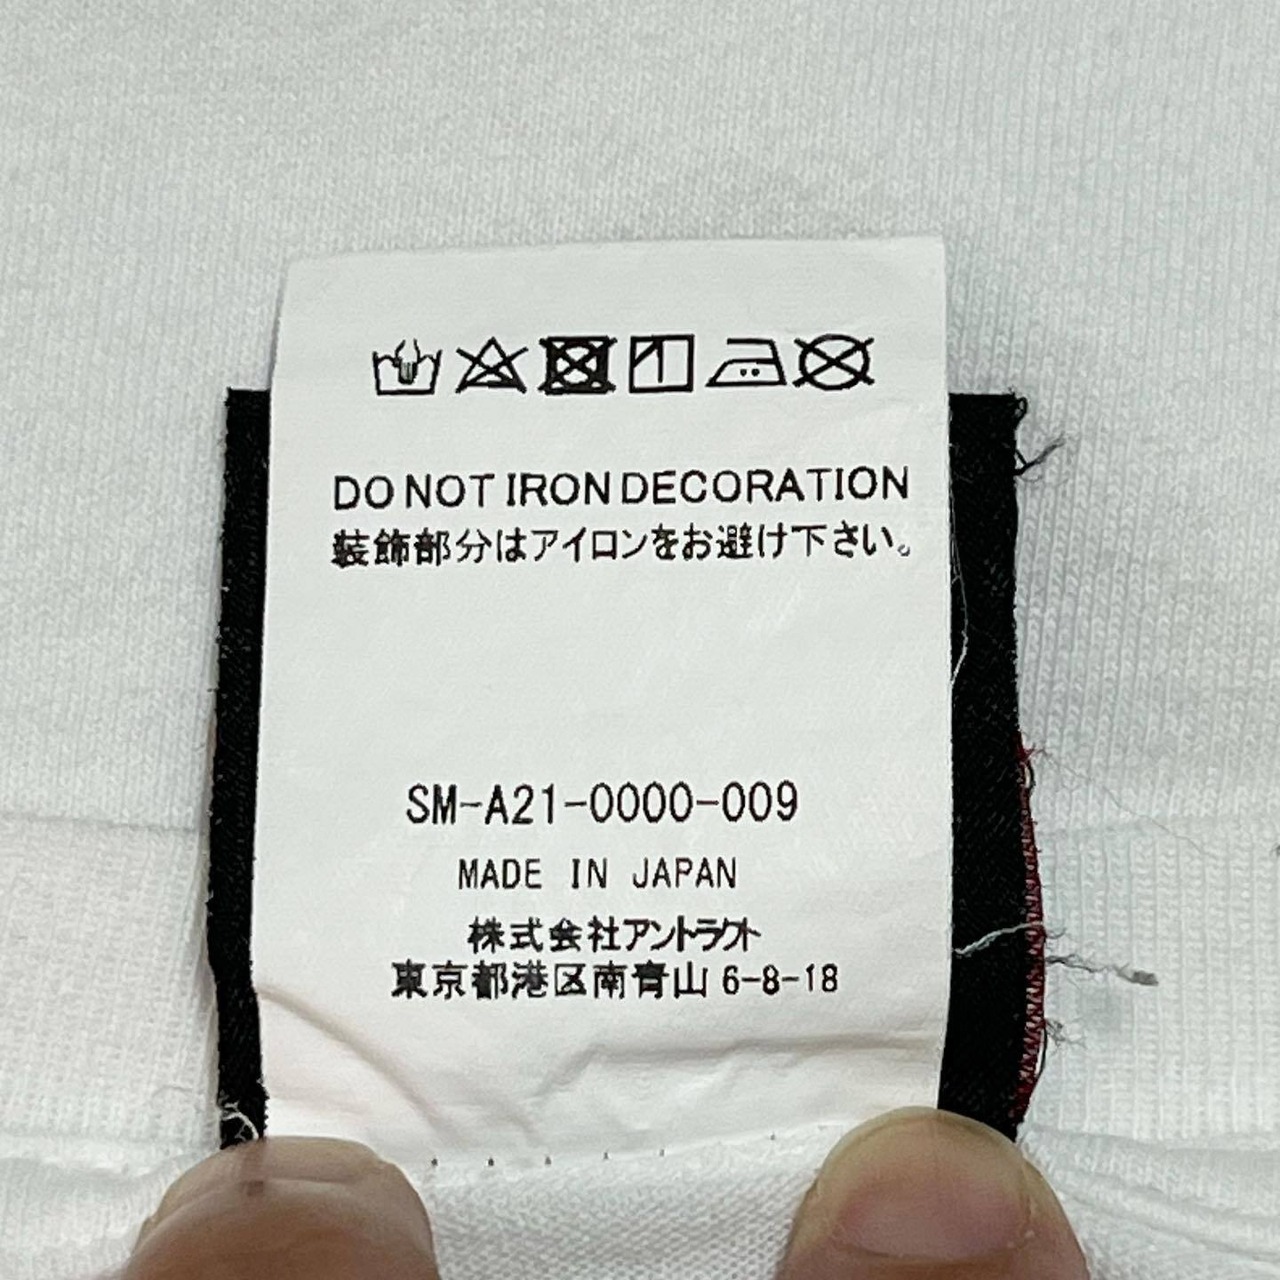 DO NOT IRON DECORATION
装飾部分はアイロンをお避け下さい。
SM-A21-0000-009
MADE IN JAPAN
株式会社アントラクト
東京都港区南青山 6-8-18